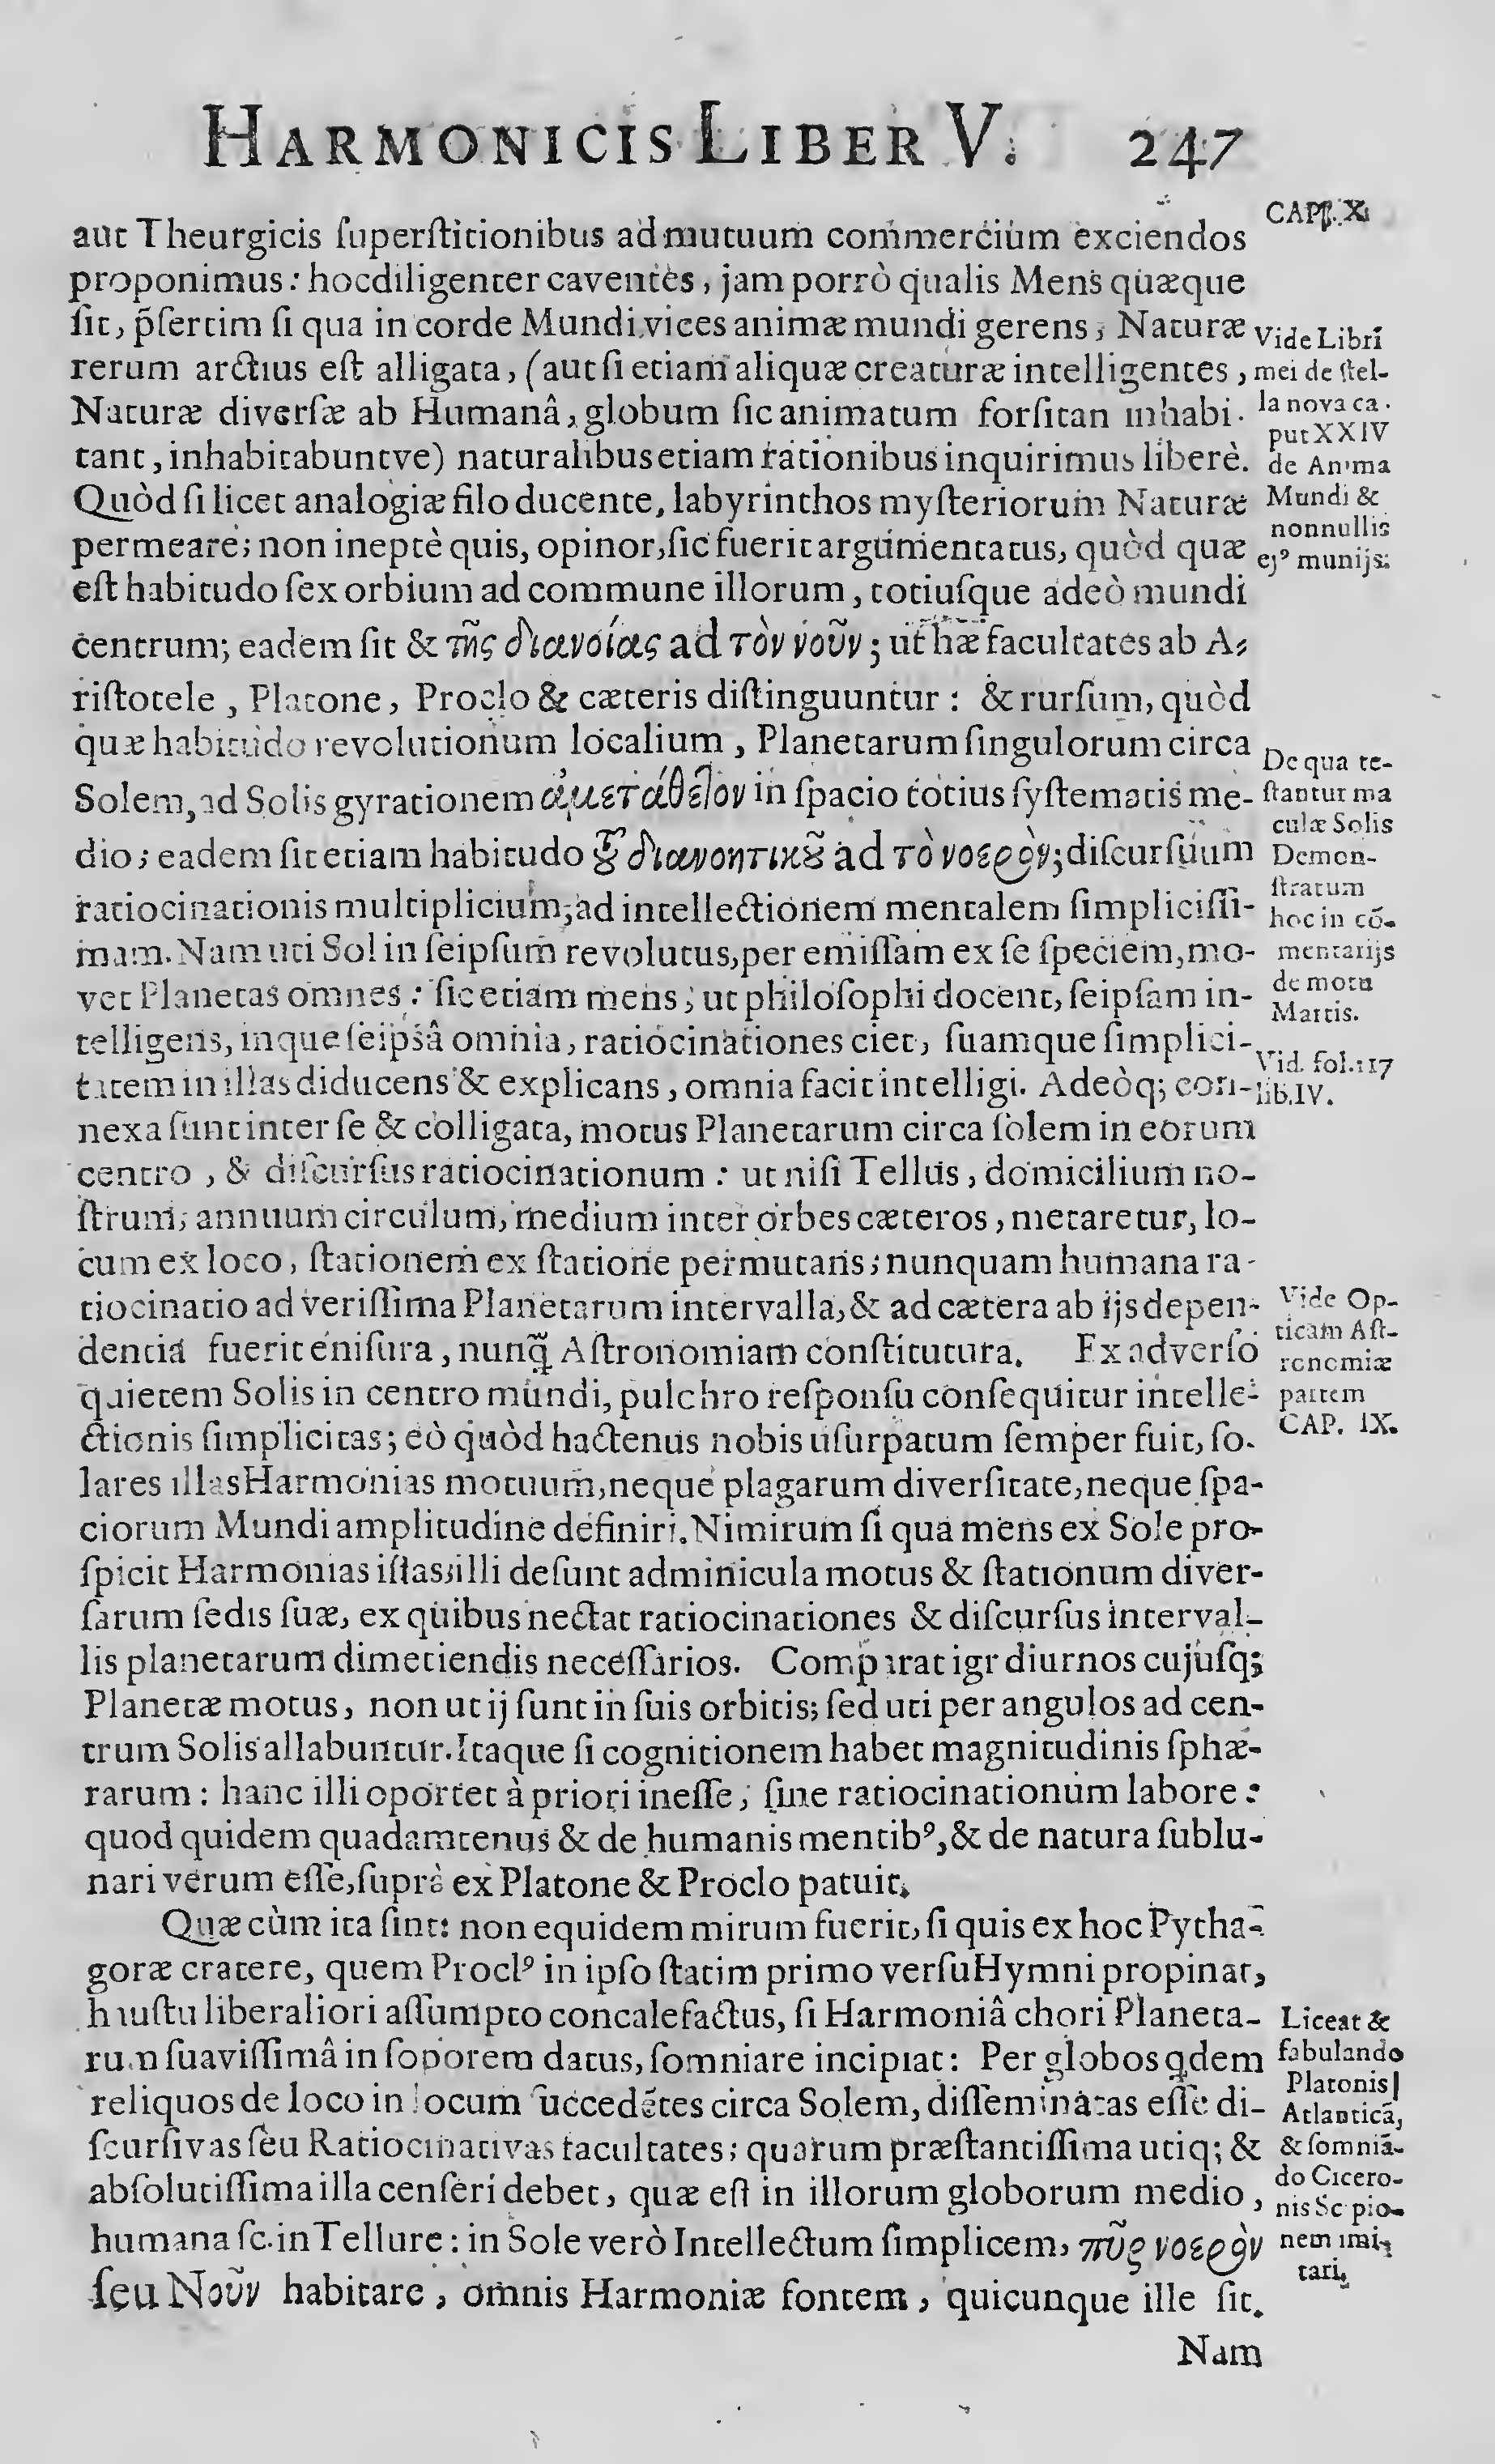 HARMONICIS LIBER V. 247
CAP. X.
aut Theurgicis ſuperſtitionibus ad mutuum commercium exciendos
proponimus: hoc diligenter caventes, jam porrò qualis Mens quæque
ſit, p̃ſertim ſi qua in corde Mundi vices animæ mundi gerens, Naturæ
rerum arctius eſt alligata, (aut ſi etiam aliquæ creaturæ intelligentes,
Naturæ diverſæ ab Humanâ, globum ſic animatum forſitan inhabi-
tant, inhabitabuntve) naturalibus etiam rationibus inquirimus liberè.
Quòd ſi licet analogiæ filo ducente, labyrinthos myſteriorum Naturæ
permeare; non ineptè quis, opinor, ſic fuerit argumentatus, quòd quæ
eſt habitudo ſex orbium ad commune illorum, totiuſque adeò mundi
centrum; eadem ſit & τῆς διανοίας ad τὸν νοῦν; ut hæ facultates ab A-
riſtotele, Platone, Proclo & cæteris diſtinguuntur: & rurſum, quòd
quæ habitudo revolutionum localium, Planetarum ſingulorum circa
Solem, ad Solis gyrationem ἀμετάθετον in ſpacio totius ſyſtematis me-
dio; eadem ſit etiam habitudo τοῦ διανοητικοῦ ad τὸ νοερὸν; diſcurſuum
ratiocinationis multiplicium, ad intellectionem mentalem ſimpliciſſi-
mam. Nam uti Sol in ſeipſum revolutus, per emiſſam ex ſe ſpeciem, mo-
vet Planetas omnes: ſic etiam mens, ut philoſophi docent, ſeipſam in-
telligens, inque ſeipsâ omnia, ratiocinationes ciet, ſuamque ſimplici-
tatem in illas diducens & explicans, omnia facit intelligi. Adeòq; con-
nexa ſunt inter ſe & colligata, motus Planetarum circa ſolem in eorum
centro, & diſcurſus ratiocinationum: ut niſi Tellus, domicilium no-
ſtrum, annuum circulum, medium inter orbes cæteros, metaretur, lo-
cum ex loco, ſtationem ex ſtatione permutans; nunquam humana ra-
tiocinatio ad veriſſima Planetarum intervalla, & ad cætera ab ijs depen-
dentia fuerit eniſura, nunq̃ Aſtronomiam conſtitutura. Ex adverſo
quietem Solis in centro mundi, pulchro reſponſu conſequitur intelle-
ctionis ſimplicitas; eò quòd hactenus nobis uſurpatum ſemper fuit, ſo-
lares illas Harmonias motuum, neque plagarum diverſitate, neque ſpa-
ciorum Mundi amplitudine definiri. Nimirum ſi qua mens ex Sole pro-
ſpicit Harmonias iſtas, illi deſunt adminicula motus & ſtationum diver-
ſarum ſedis ſuæ, ex quibus nectat ratiocinationes & diſcurſus interval-
lis planetarum dimetiendis neceſſarios. Comparat igr diurnos cujuſq;
Planetæ motus, non ut ij ſunt in ſuis orbitis; ſed uti per angulos ad cen-
trum Solis allabuntur. Itaque ſi cognitionem habet magnitudinis ſphæ-
rarum: hanc illi oportet à priori ineſſe, ſine ratiocinationum labore:
quod quidem quadamtenus & de humanis mentibꝰ, & de natura ſublu-
nari verum eſſe, ſuprà ex Platone & Proclo patuit.
Quæ cùm ita ſint: non equidem mirum fuerit, ſi quis ex hoc Pytha-
goræ cratere, quem Proclꝰ in ipſo ſtatim primo verſu Hymni propinat,
hauſtu liberaliori aſſumpto concalefactus, ſi Harmoniâ chori Planeta-
rum ſuaviſſimâ in ſoporem datus, ſomniare incipiat: Per globos qdem
reliquos de loco in locum ſuccedẽtes circa Solem, diſſeminatas eſſe di-
ſcurſivas ſeu Ratiocinativas facultates; quarum præſtantiſſima utiq; &
abſolutiſſima illa cenſeri debet, quæ eſt in illorum globorum medio,
humana ſc. in Tellure: in Sole verò Intellectum ſimplicem, πῦρ νοερὸν
ſeu Νοῦν habitare, omnis Harmoniæ fontem, quicunque ille ſit.
Nam
Vide Libri
mei de ſtel-
la nova ca-
put XXIV
de Anima
Mundi &
nonnullis
ejꝰ munijs.
De qua te-
ſtantur ma
culæ Solis
Demon-
ſtratum
hoc in cō-
mentarijs
de motu
Martis.
Vid. fol. 117
lib. IV.
Vide Op-
ticam Aſt-
ronomiæ
partem
CAP. IX.
Liceat &
fabulando
Platonis
Atlanticā,
& ſomniā-
do Cicero-
nis Scipio-
nem imi-
tari.